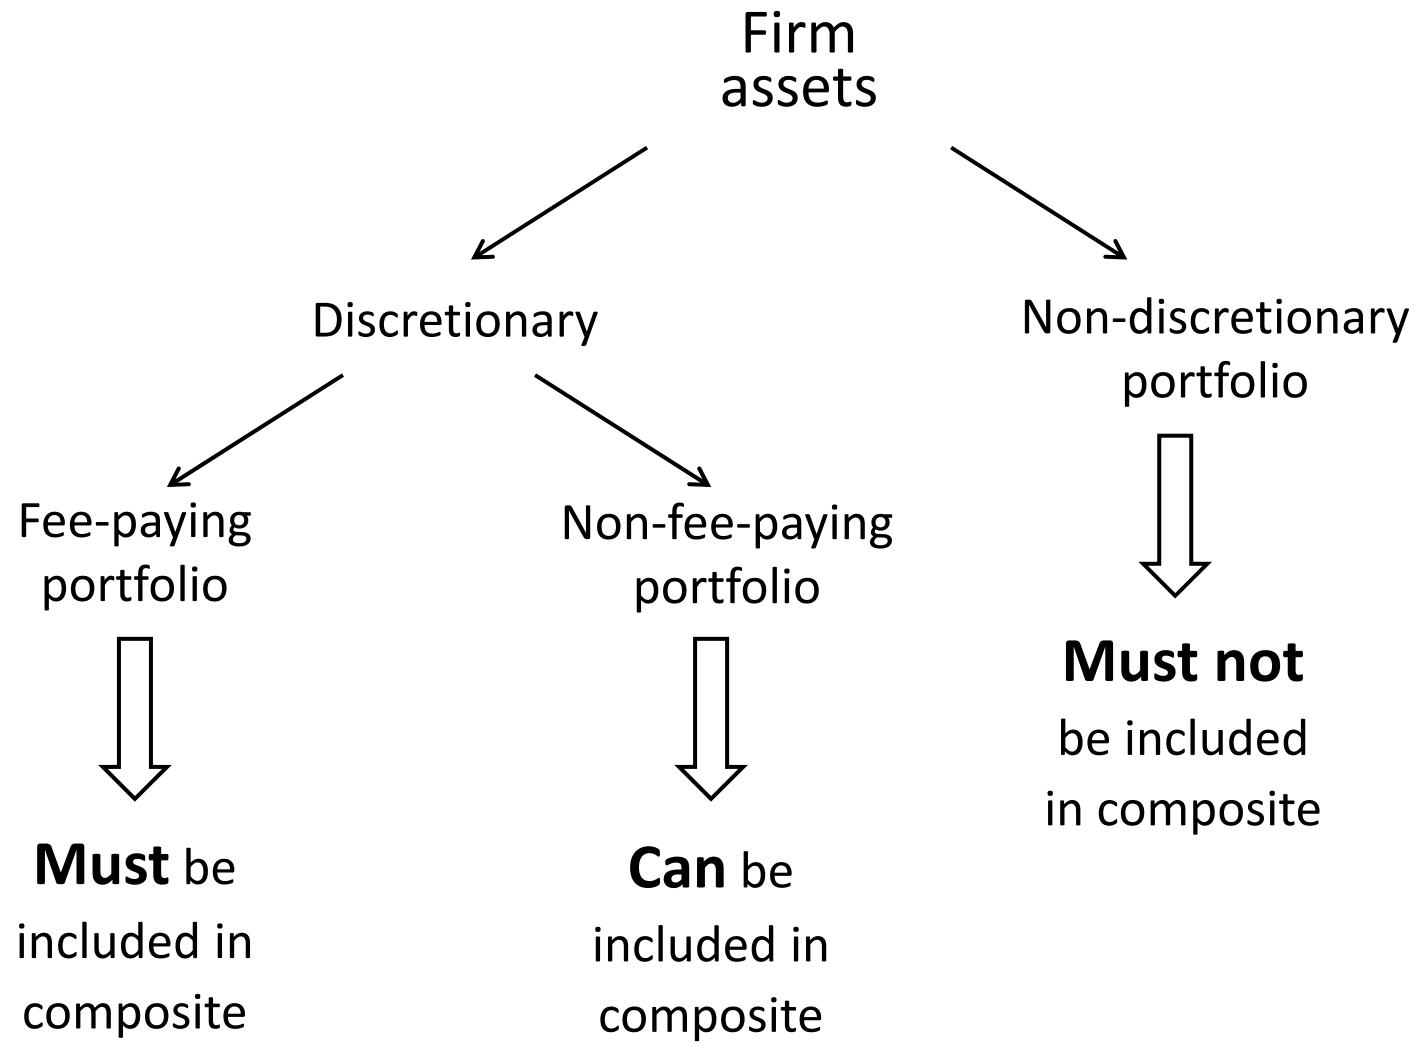 Firm
assets
Discretionary
Non-discretionary
portfolio
Fee-paying
portfolio
Non-fee-paying
portfolio
Must not
be included
in composite
Must be
included in
composite
Can be
included in
composite